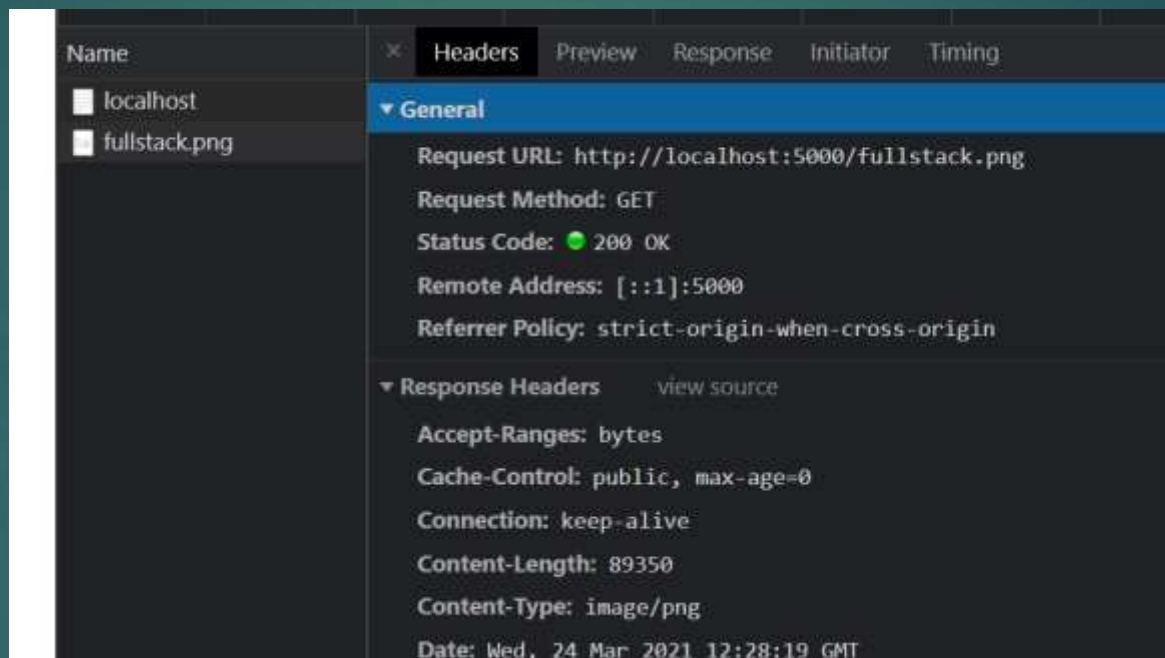 Name
× Headers Preview Response Initiator Timing
localhost
fullstack.png
General
Request URL: http://localhost:5000/fullstack.png
Request Method: GET
Status Code: 200 OK
Remote Address: [::1]:5000
Referrer Policy: strict-origin-when-cross-origin
Response Headers view source
Accept-Ranges: bytes
Cache-Control: public, max-age=0
Connection: keep-alive
Content-Length: 89350
Content-Type: image/png
Date: Wed, 24 Mar 2021 12:28:19 GMT